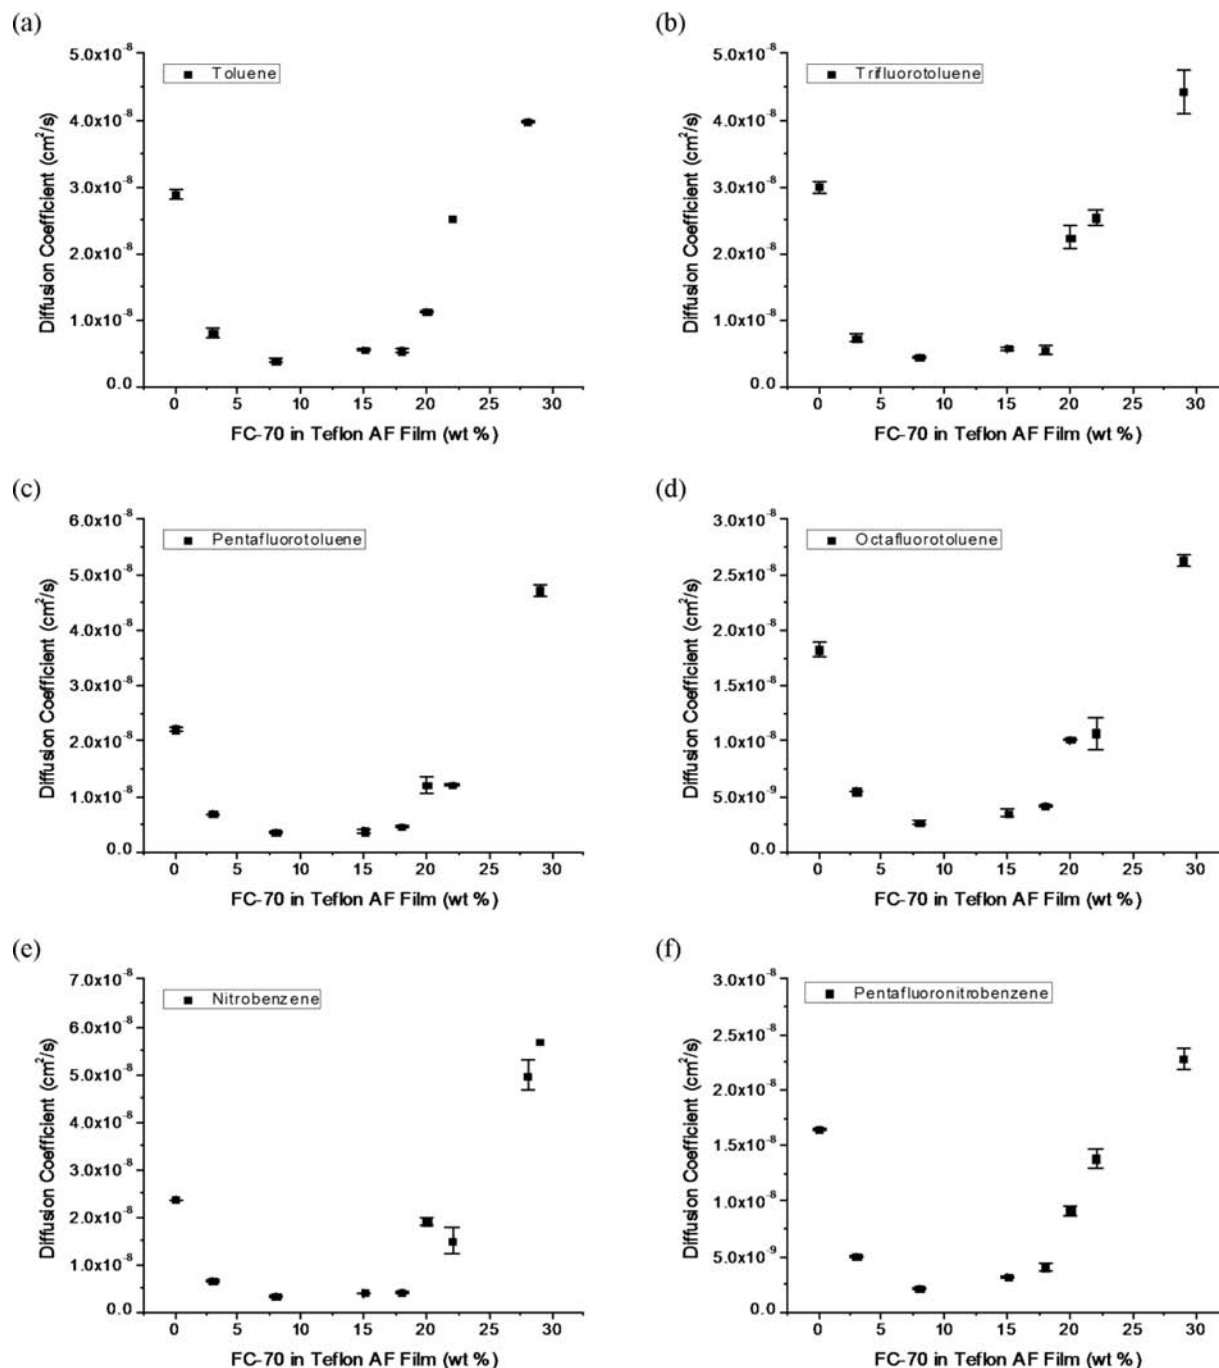 (a)
5.0x10⁻⁸
4.0x10⁻⁸
3.0x10⁻⁸
2.0x10⁻⁸
1.0x10⁻⁸
0.0
Diffusion Coefficient (cm²/s)
Toluene
0 5 10 15 20 25 30
FC-70 in Teflon AF Film (wt %)
(b)
5.0x10⁻⁸
4.0x10⁻⁸
3.0x10⁻⁸
2.0x10⁻⁸
1.0x10⁻⁸
0.0
Diffusion Coefficient (cm²/s)
Trifluorotoluene
0 5 10 15 20 25 30
FC-70 in Teflon AF Film (wt %)
(c)
6.0x10⁻⁸
5.0x10⁻⁸
4.0x10⁻⁸
3.0x10⁻⁸
2.0x10⁻⁸
1.0x10⁻⁸
0.0
Diffusion Coefficient (cm²/s)
Pentafluorotoluene
0 5 10 15 20 25 30
FC-70 in Teflon AF Film (wt %)
(d)
3.0x10⁻⁸
2.5x10⁻⁸
2.0x10⁻⁸
1.5x10⁻⁸
1.0x10⁻⁸
5.0x10⁻⁹
0.0
Diffusion Coefficient (cm²/s)
Octafluorotoluene
0 5 10 15 20 25 30
FC-70 in Teflon AF Film (wt %)
(e)
7.0x10⁻⁸
6.0x10⁻⁸
5.0x10⁻⁸
4.0x10⁻⁸
3.0x10⁻⁸
2.0x10⁻⁸
1.0x10⁻⁸
0.0
Diffusion Coefficient (cm²/s)
Nitrobenzene
0 5 10 15 20 25 30
FC-70 in Teflon AF Film (wt %)
(f)
3.0x10⁻⁸
2.5x10⁻⁸
2.0x10⁻⁸
1.5x10⁻⁸
1.0x10⁻⁸
5.0x10⁻⁹
0.0
Diffusion Coefficient (cm²/s)
Pentafluoronitrobenzene
0 5 10 15 20 25 30
FC-70 in Teflon AF Film (wt %)